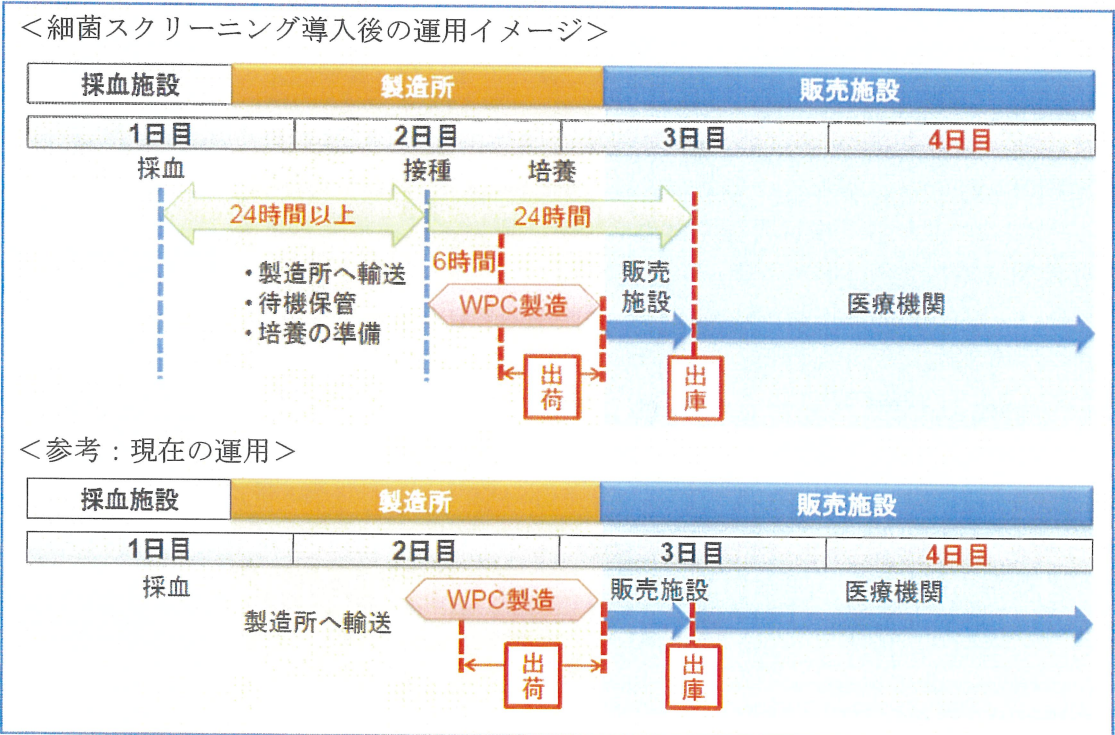 ＜細菌スクリーニング導入後の運用イメージ＞
採血施設 製造所 販売施設
1日目 2日目 3日目 4日目
採血 接種 培養
24時間以上 24時間
・製造所へ輸送
・待機保管
・培養の準備
6時間
WPC製造
販売
施設
医療機関
出荷
出庫
＜参考：現在の運用＞
採血施設 製造所 販売施設
1日目 2日目 3日目 4日目
採血
製造所へ輸送
WPC製造
販売施設
医療機関
出荷
出庫